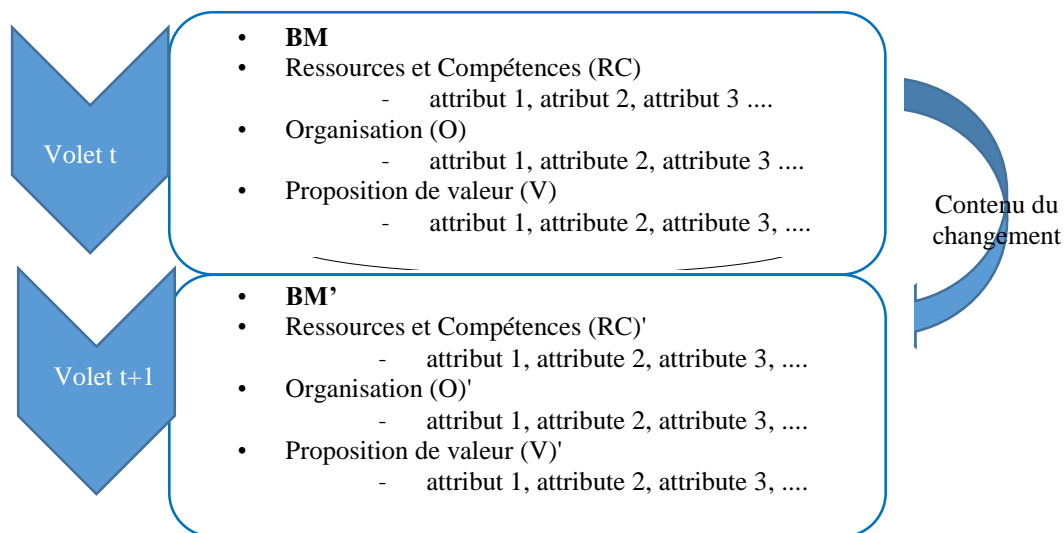 Volet t
• BM
• Ressources et Compétences (RC)
- attribut 1, atribut 2, attribut 3 ....
• Organisation (O)
- attribut 1, attribute 2, attribute 3 ....
• Proposition de valeur (V)
- attribut 1, attribute 2, attribute 3, ....
Contenu du
changement
Volet t+1
• BM’
• Ressources et Compétences (RC)'
- attribut 1, attribute 2, attribute 3, ....
• Organisation (O)'
- attribut 1, attribute 2, attribute 3, ....
• Proposition de valeur (V)'
- attribut 1, attribute 2, attribute 3, ....